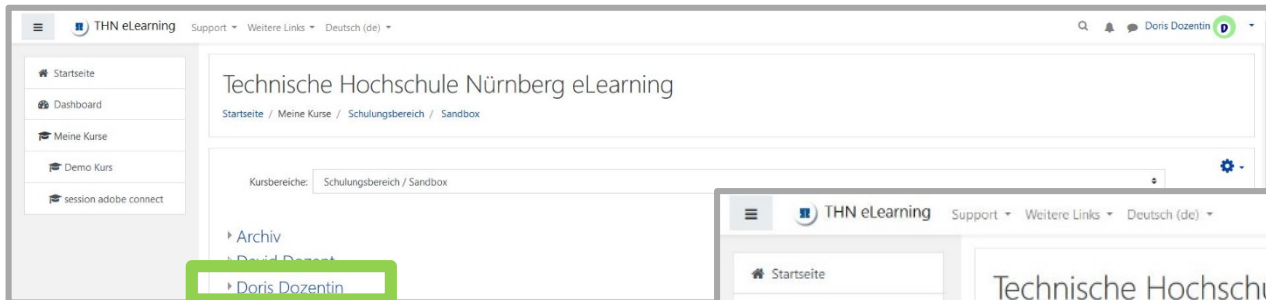 THN eLearning Support Weitere Links Deutsch (de) Doris Dozentin D
Startseite
Dashboard
Meine Kurse
Demo Kurs
session adobe connect
Technische Hochschule Nürnberg eLearning
Startseite / Meine Kurse / Schulungsbereich / Sandbox
Kursbereiche: Schulungsbereich / Sandbox
Archiv
David Dozent
Doris Dozentin
THN eLearning Support Weitere Links Deutsch (de)
Startseite
Technische Hochschu